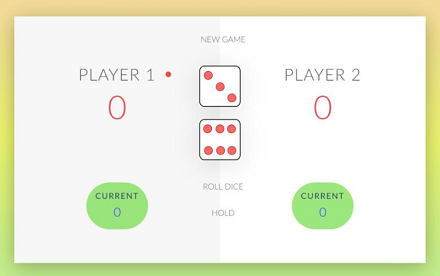 NEW GAME
PLAYER 1
0
PLAYER 2
0
ROLL DICE
HOLD
CURRENT
0
CURRENT
0